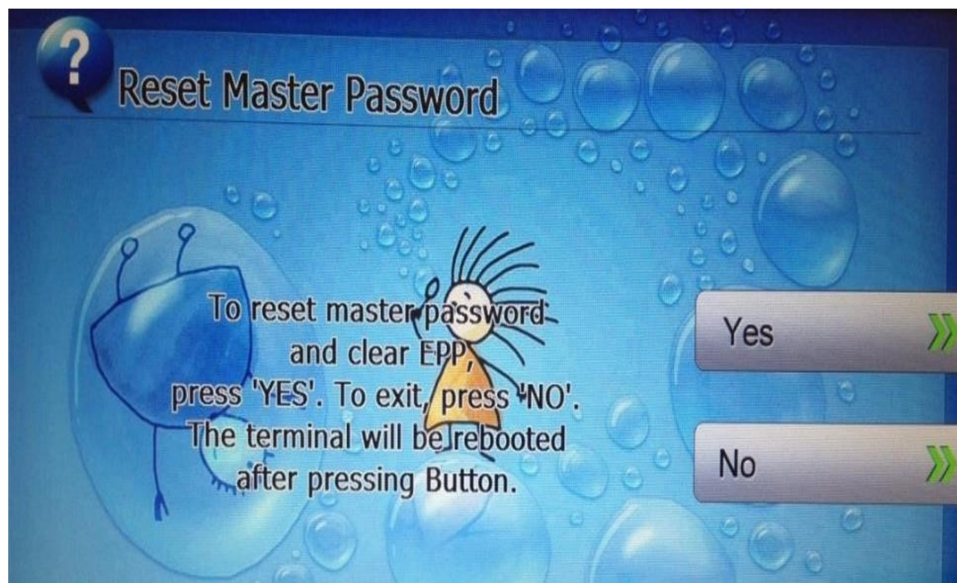 ?
Reset Master Password
To reset master password
and clear EPP,
press 'YES'. To exit, press 'NO'.
The terminal will be rebooted
after pressing Button.
Yes
No